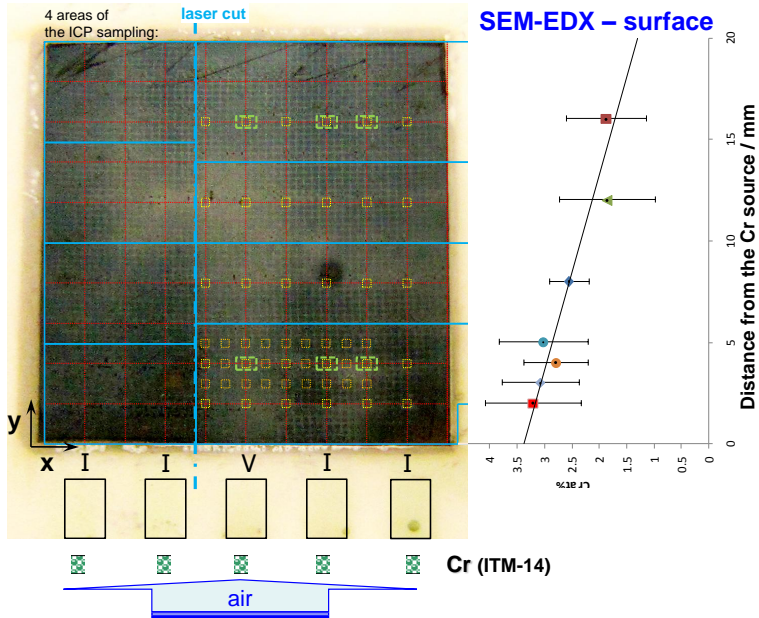 4 areas of
the ICP sampling:
laser cut
SEM-EDX – surface
20
15
10
5
0
Distance from the Cr source / mm
4
3.5
3
2.5
2
1.5
1
0.5
0
Cr at%
y
x
I
I
V
I
I
Cr (ITM-14)
air